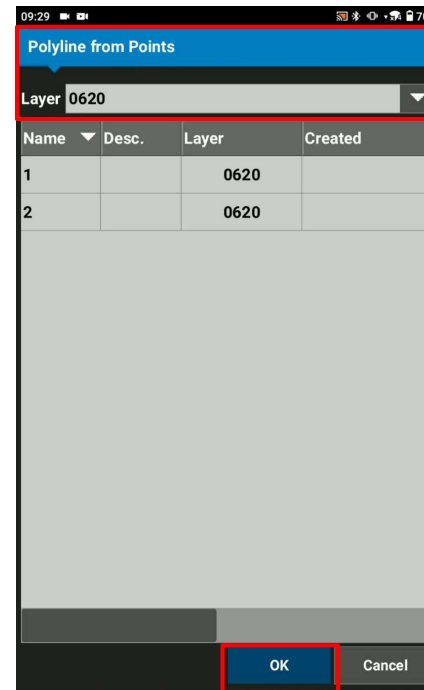 09:29
Polyline from Points
Layer 0620
Name Desc. Layer Created
1 0620
2 0620
OK Cancel